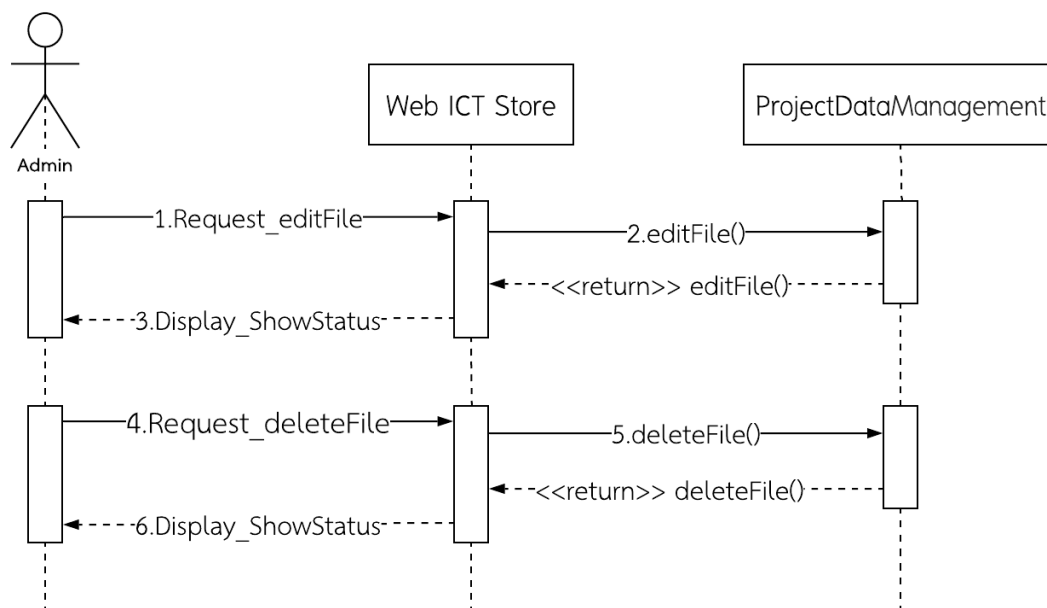 Admin
Web ICT Store
ProjectDataManagement
1.Request_editFile
2.editFile()
<<return>> editFile()
3.Display_ShowStatus
4.Request_deleteFile
5.deleteFile()
<<return>> deleteFile()
6.Display_ShowStatus